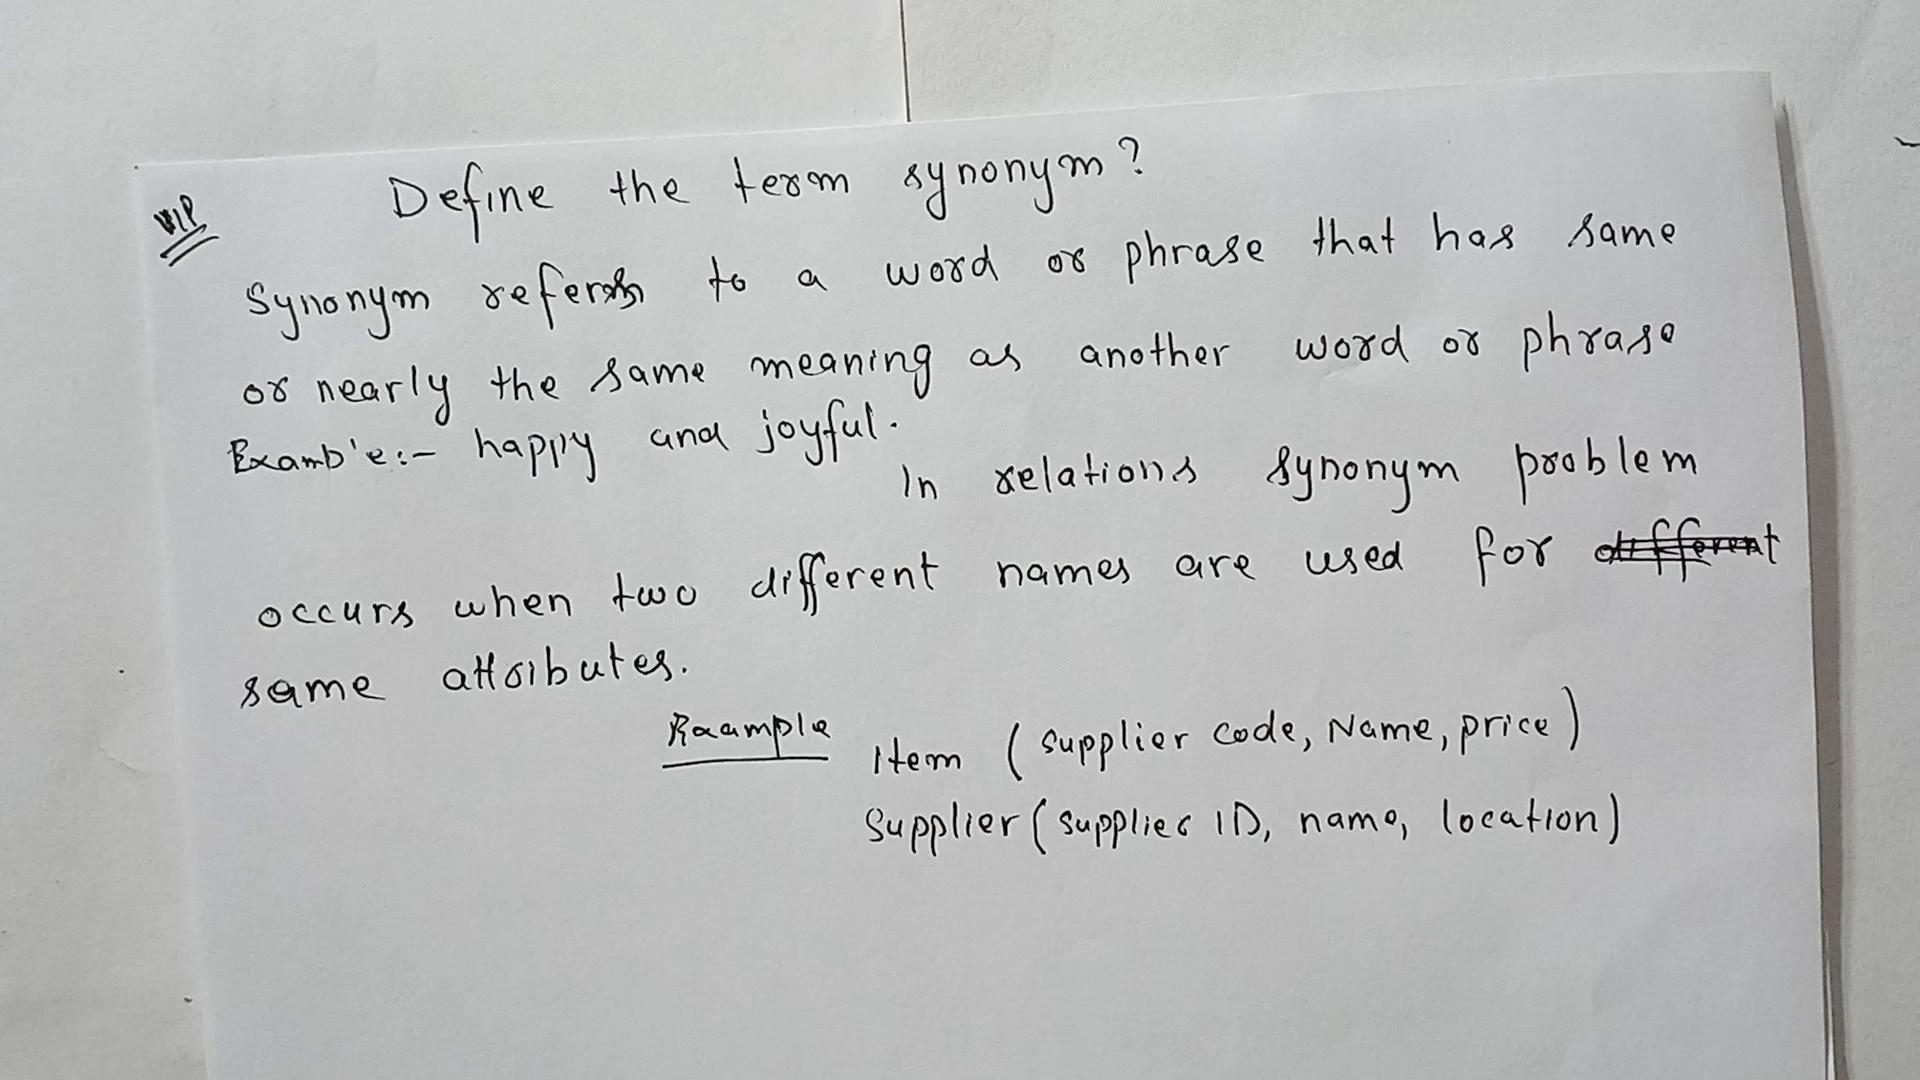 VIP
Define the term synonym?
Synonym refers to a word or phrase that has same
or nearly the same meaning as another word or phrase
Example:- happy and joyful.
In relations synonym problem
occurs when two different names are used for different
same attributes.
Example Item (supplier code, Name, price)
Supplier (supplier ID, name, location)